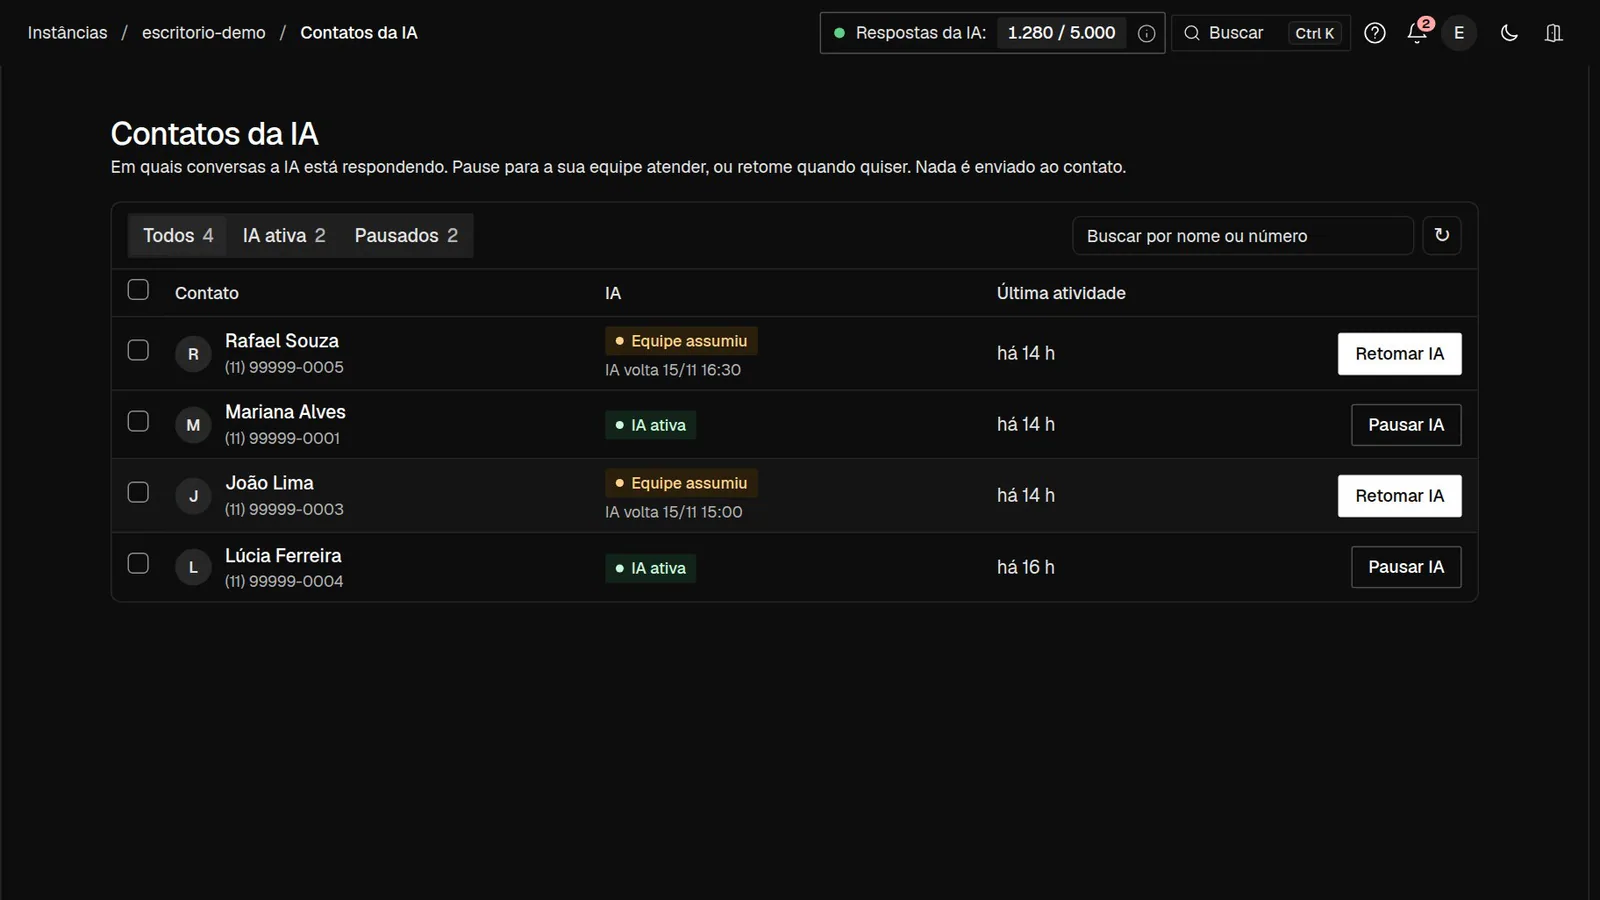 Instâncias / escritorio-demo / Contatos da IA
Respostas da IA: 1.280 / 5.000
Buscar Ctrl K
2
E
Contatos da IA
Em quais conversas a IA está respondendo. Pause para a sua equipe atender, ou retome quando quiser. Nada é enviado ao contato.
Todos 4 IA ativa 2 Pausados 2
Buscar por nome ou número
Contato IA Última atividade
R
Rafael Souza
(11) 99999-0005
Equipe assumiu
IA volta 15/11 16:30
há 14 h
Retomar IA
M
Mariana Alves
(11) 99999-0001
IA ativa
há 14 h
Pausar IA
J
João Lima
(11) 99999-0003
Equipe assumiu
IA volta 15/11 15:00
há 14 h
Retomar IA
L
Lúcia Ferreira
(11) 99999-0004
IA ativa
há 16 h
Pausar IA